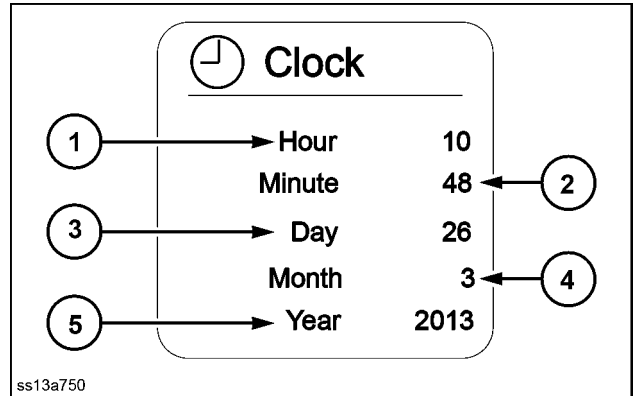 Clock
1 Hour 10
Minute 48 2
3 Day 26
Month 3 4
5 Year 2013
ss13a750